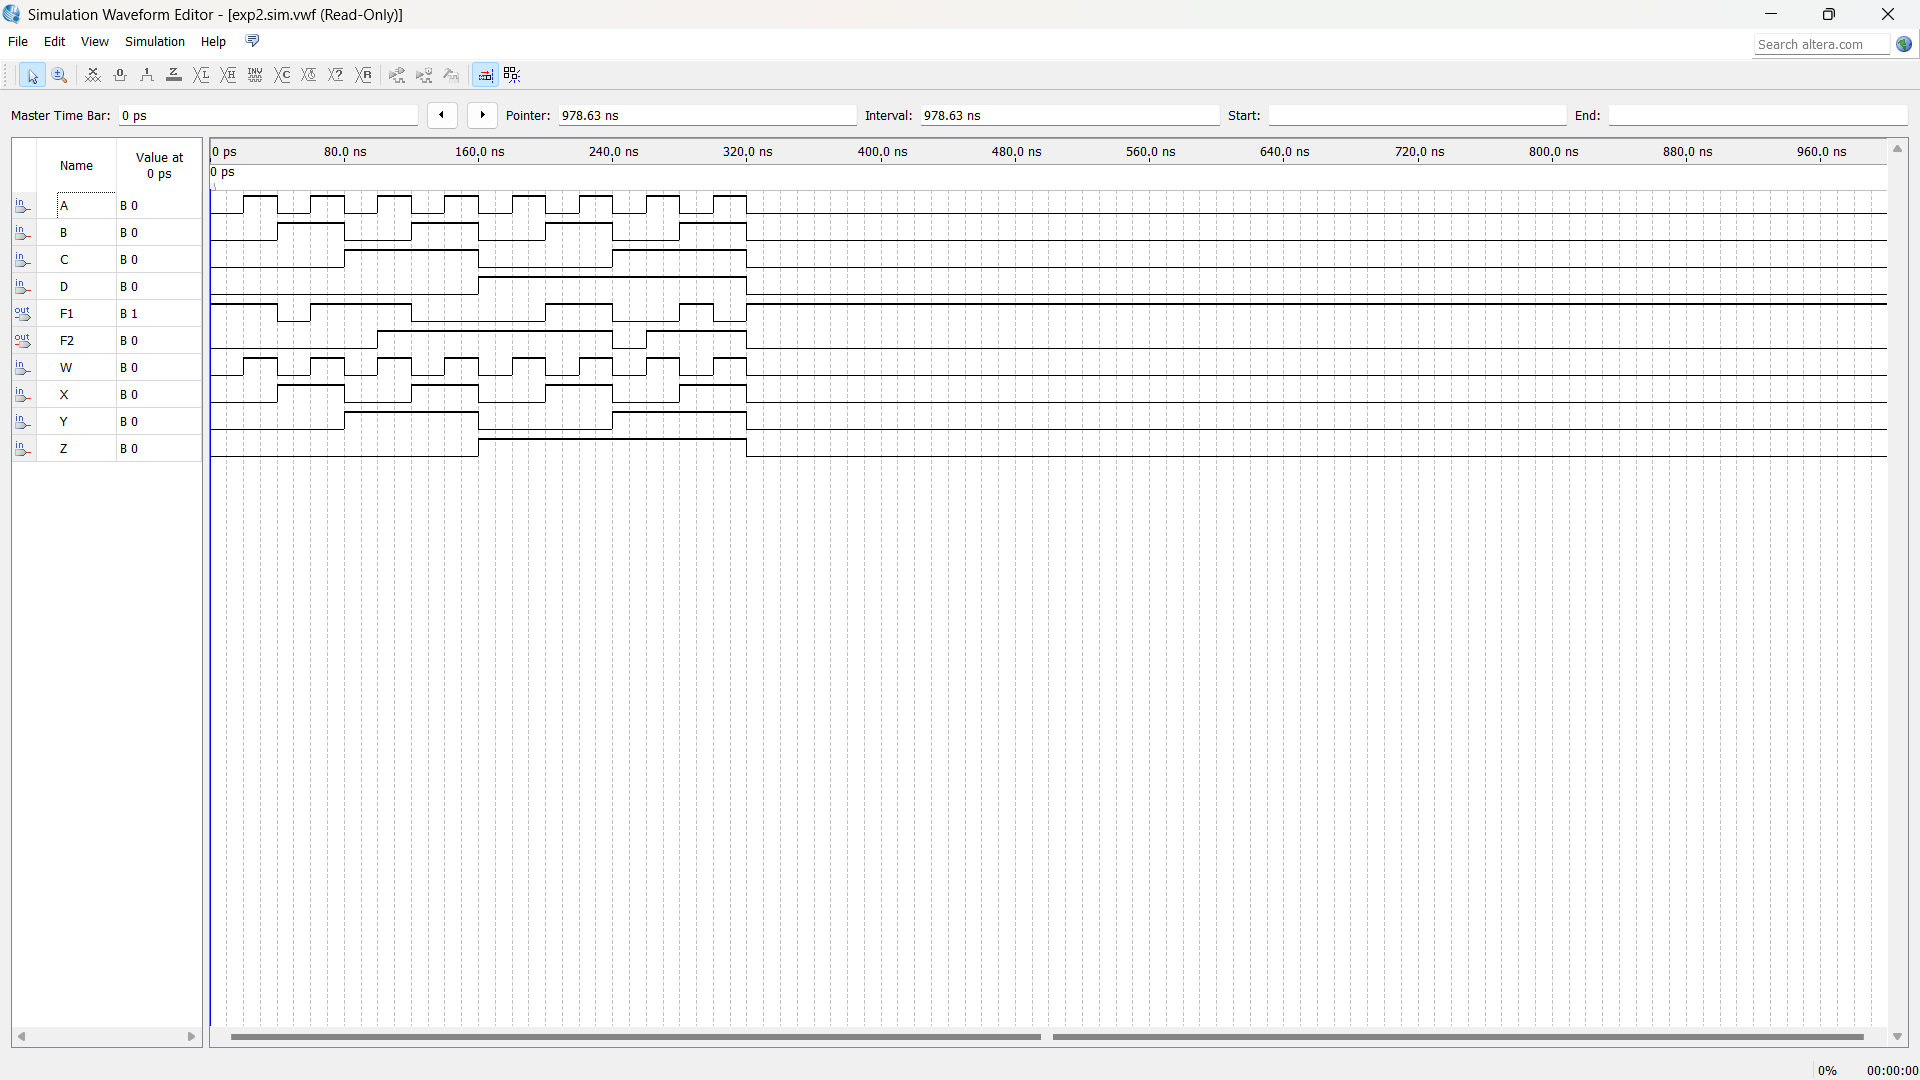 Simulation Waveform Editor - [exp2.sim.vwf (Read-Only)]
File Edit View Simulation Help
Search altera.com
Master Time Bar: 0 ps Pointer: 978.63 ns Interval: 978.63 ns Start: End:
Name Value at 0 ps
0 ps 80.0 ns 160.0 ns 240.0 ns 320.0 ns 400.0 ns 480.0 ns 560.0 ns 640.0 ns 720.0 ns 800.0 ns 880.0 ns 960.0 ns
0 ps
in A B 0
in B B 0
in C B 0
in D B 0
out F1 B 1
out F2 B 0
in W B 0
in X B 0
in Y B 0
in Z B 0
0% 00:00:00